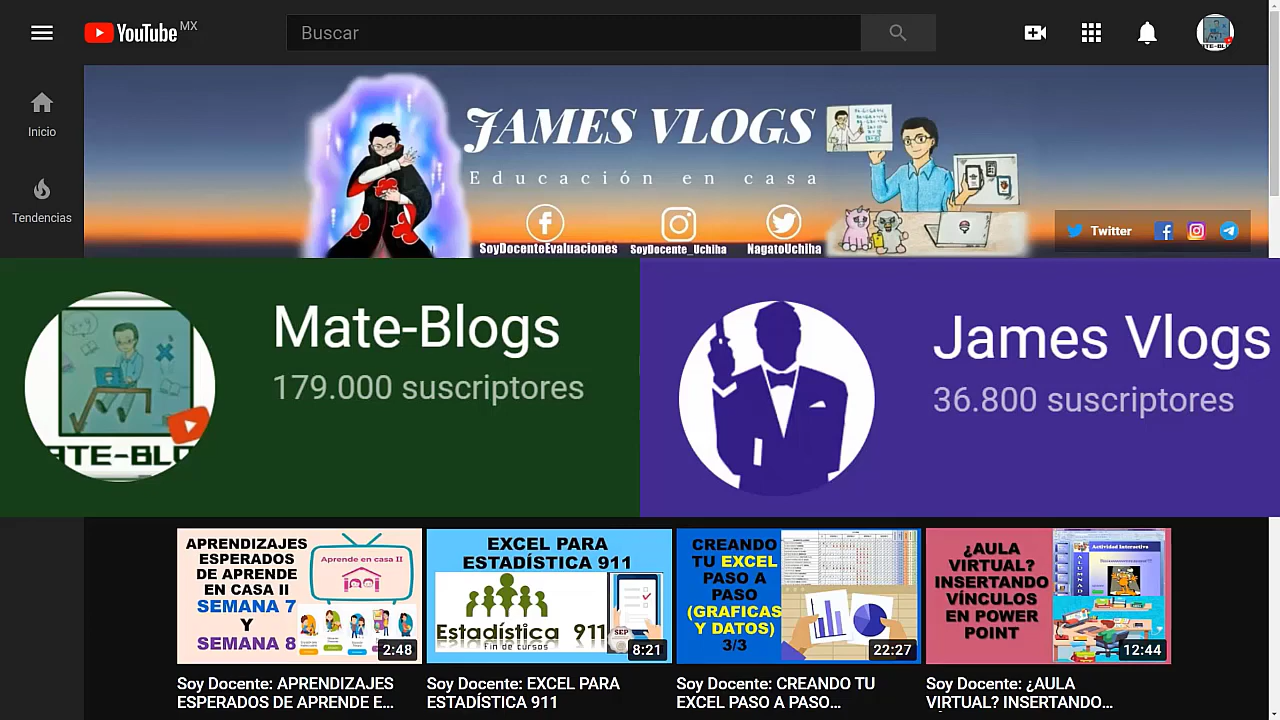 YouTube MX
Buscar
Inicio
Tendencias
JAMES VLOGS
Educación en casa
SoyDocenteEvaluaciones
SoyDocente_Uchiha
NagatoUchiha
Twitter
Mate-Blogs
179.000 suscriptores
ATE-BLO
James Vlogs
36.800 suscriptores
APRENDIZAJES
ESPERADOS
DE APRENDE
EN CASA II
SEMANA 7
Y
SEMANA 8
Aprende en casa II
2:48
EXCEL PARA
ESTADÍSTICA 911
Estadística 911
fin de cursos
SEP
8:21
CREANDO
TU EXCEL
PASO A
PASO
(GRAFICAS
Y DATOS)
3/3
22:27
¿AULA
VIRTUAL?
INSERTANDO
VÍNCULOS
EN POWER
POINT
Actividad Interactiva
12:44
Soy Docente: APRENDIZAJES
ESPERADOS DE APRENDE E...
Soy Docente: EXCEL PARA
ESTADÍSTICA 911
Soy Docente: CREANDO TU
EXCEL PASO A PASO...
Soy Docente: ¿AULA
VIRTUAL? INSERTANDO...